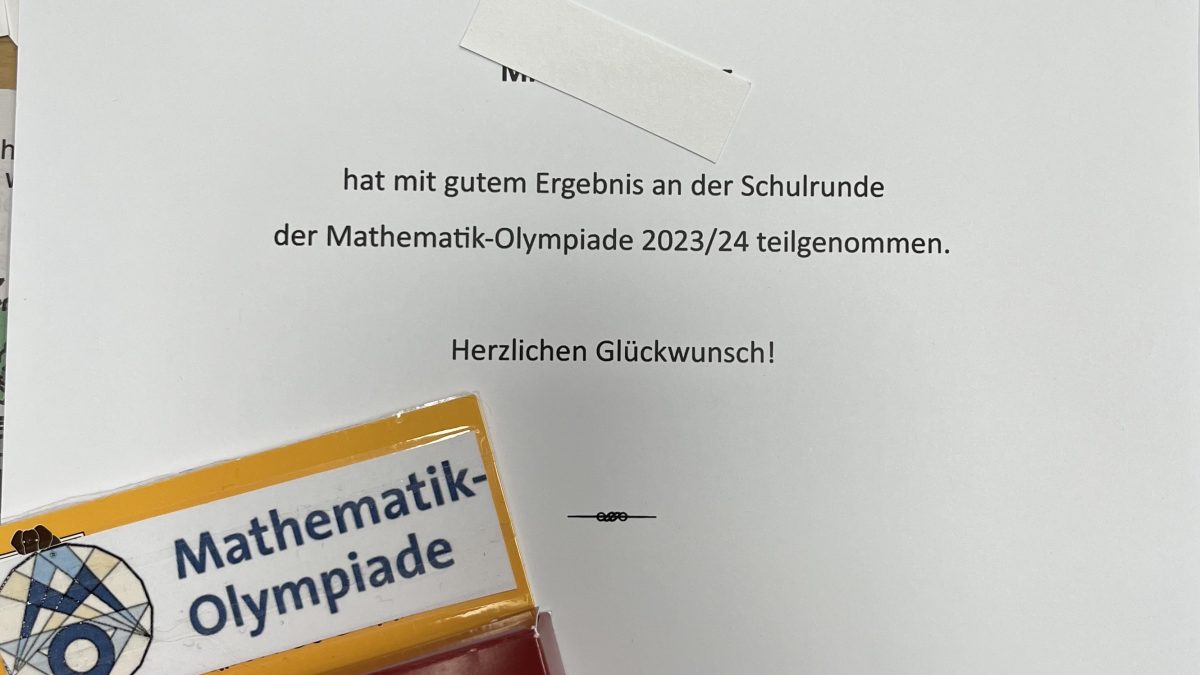 hat mit gutem Ergebnis an der Schulrunde
der Mathematik-Olympiade 2023/24 teilgenommen.
Herzlichen Glückwunsch!
Mathematik-
Olympiade